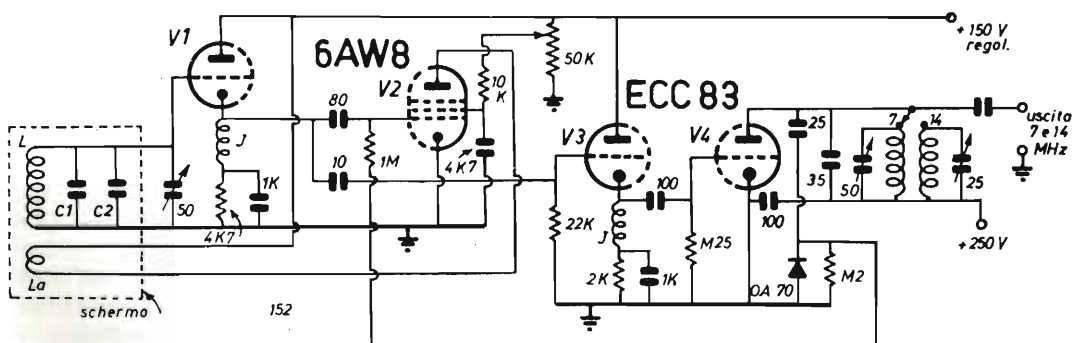 V1
6AW8
V2
10 K
50K
+150 V
regol.
ECC 83
V3
V4
80
10
J
1M
4K7
1K
4K7
L
C1
C2
50
La
schermo
152
22K
J
2K
1K
100
M25
100
25
35
50
7
14
25
OA 70
M2
uscita
7 e 14
MHz
+250 V